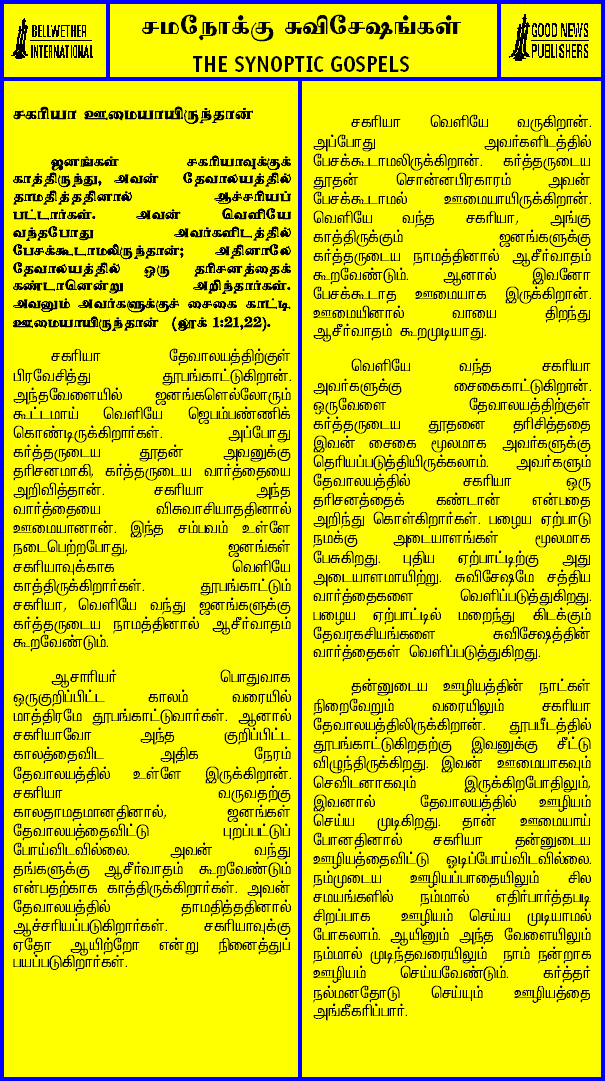 BELLWETHER
INTERNATIONAL
சமநோக்கு சுவிசேஷங்கள்
THE SYNOPTIC GOSPELS
GOOD NEWS
PUBLISHERS
சகரியா ஊமையாயிருந்தான்
ஜனங்கள் சகரியாவுக்குக்
காத்திருந்து, அவன் தேவாலயத்தில்
தாமதித்ததினால் ஆச்சரியப்
பட்டார்கள். அவன் வெளியே
வந்தபோது அவர்களிடத்தில்
பேசக்கூடாமலிருந்தான்; அதினாலே
தேவாலயத்தில் ஒரு தரிசனத்தைக்
கண்டானென்று அறிந்தார்கள்.
அவனும் அவர்களுக்குச் சைகை காட்டி
ஊமையாயிருந்தான் (லூக் 1:21,22).
சகரியா தேவாலயத்திற்குள்
பிரவேசித்து தூபங்காட்டுகிறான்.
அந்தவேளையில் ஜனங்களெல்லோரும்
கூட்டமாய் வெளியே ஜெபம்பண்ணிக்
கொண்டிருக்கிறார்கள். அப்போது
கர்த்தருடைய தூதன் அவனுக்கு
தரிசனமாகி, கர்த்தருடைய வார்த்தையை
அறிவித்தான். சகரியா அந்த
வார்த்தையை விசுவாசியாததினால்
ஊமையானான். இந்த சம்பவம் உள்ளே
நடைபெற்றபோது, ஜனங்கள்
சகரியாவுக்காக வெளியே
காத்திருக்கிறார்கள். தூபங்காட்டும்
சகரியா, வெளியே வந்து ஜனங்களுக்கு
கர்த்தருடைய நாமத்தினால் ஆசீர்வாதம்
கூறவேண்டும்.
ஆசாரியர் பொதுவாக
ஒருகுறிப்பிட்ட காலம் வரையில்
மாத்திரமே தூபங்காட்டுவார்கள். ஆனால்
சகரியாவோ அந்த குறிப்பிட்ட
காலத்தைவிட அதிக நேரம்
தேவாலயத்தில் உள்ளே இருக்கிறான்.
சகரியா வருவதற்கு
காலதாமதமானதினால், ஜனங்கள்
தேவாலயத்தைவிட்டு புறப்பட்டுப்
போய்விடவில்லை. அவன் வந்து
தங்களுக்கு ஆசீர்வாதம் கூறவேண்டும்
என்பதற்காக காத்திருக்கிறார்கள். அவன்
தேவாலயத்தில் தாமதித்ததினால்
ஆச்சரியப்படுகிறார்கள். சகரியாவுக்கு
ஏதோ ஆயிற்றோ என்று நினைத்துப்
பயப்படுகிறார்கள்.
சகரியா வெளியே வருகிறான்.
அப்போது அவர்களிடத்தில்
பேசக்கூடாமலிருக்கிறான். கர்த்தருடைய
தூதன் சொன்னபிரகாரம் அவன்
பேசக்கூடாமல் ஊமையாயிருக்கிறான்.
வெளியே வந்த சகரியா, அங்கு
காத்திருக்கும் ஜனங்களுக்கு
கர்த்தருடைய நாமத்தினால் ஆசீர்வாதம்
கூறவேண்டும். ஆனால் இவனோ
பேசக்கூடாத ஊமையாக இருக்கிறான்.
ஊமையினால் வாயை திறந்து
ஆசீர்வாதம் கூறமுடியாது.
வெளியே வந்த சகரியா
அவர்களுக்கு சைகைகாட்டுகிறான்.
ஒருவேளை தேவாலயத்திற்குள்
கர்த்தருடைய தூதனை தரிசித்ததை
இவன் சைகை மூலமாக அவர்களுக்கு
தெரியப்படுத்தியிருக்கலாம். அவர்களும்
தேவாலயத்தில் சகரியா ஒரு
தரிசனத்தைக் கண்டான் என்பதை
அறிந்து கொள்கிறார்கள். பழைய ஏற்பாடு
நமக்கு அடையாளங்கள் மூலமாக
பேசுகிறது. புதிய ஏற்பாட்டிற்கு அது
அடையாளமாயிற்று. சுவிசேஷமே சத்திய
வார்த்தைகளை வெளிப்படுத்துகிறது.
பழைய ஏற்பாட்டில் மறைந்து கிடக்கும்
தேவரகசியங்களை சுவிசேஷத்தின்
வார்த்தைகள் வெளிப்படுத்துகிறது.
தன்னுடைய ஊழியத்தின் நாட்கள்
நிறைவேறும் வரையிலும் சகரியா
தேவாலயத்திலிருக்கிறான். தூபபீடத்தில்
தூபங்காட்டுகிறதற்கு இவனுக்கு சீட்டு
விழுந்திருக்கிறது. இவன் ஊமையாகவும்
செவிடனாகவும் இருக்கிறபோதிலும்,
இவனால் தேவாலயத்தில் ஊழியம்
செய்ய முடிகிறது. தான் ஊமையாய்
போனதினால் சகரியா தன்னுடைய
ஊழியத்தைவிட்டு ஓடிப்போய்விடவில்லை.
நம்முடைய ஊழியப்பாதையிலும் சில
சமயங்களில் நம்மால் எதிர்பார்த்தபடி
சிறப்பாக ஊழியம் செய்ய முடியாமல்
போகலாம். ஆயினும் அந்த வேளையிலும்
நம்மால் முடிந்தவரையிலும் நாம் நன்றாக
ஊழியம் செய்யவேண்டும். கர்த்தர்
நல்மனதோடு செய்யும் ஊழியத்தை
அங்கீகரிப்பார்.